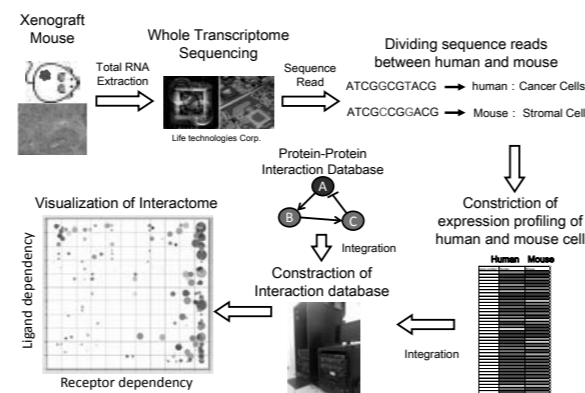 Xenograft
Mouse
Total RNA
Extraction
Whole Transcriptome
Sequencing
Life technologies Corp.
Sequence
Read
Dividing sequence reads
between human and mouse
ATCGGCGTACG
human : Cancer Cells
ATCGCCGGACG
Mouse : Stromal Cell
Constriction of
expression profiling of
human and mouse cell
Human Mouse
Integration
Protein-Protein
Interaction Database
A
B
C
Integration
Constraction of
Interaction database
Visualization of Interactome
Ligand dependency
Receptor dependency